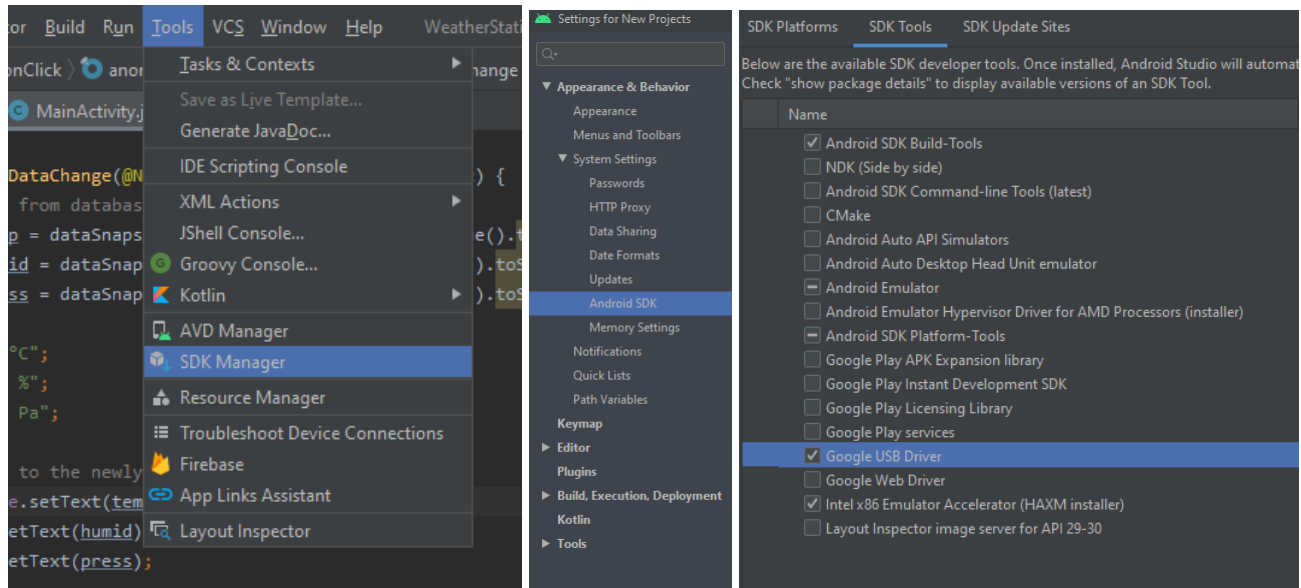 or Build Run Tools VCS Window Help WeatherStati
onClick anor hange
MainActivity.j
DataChange(@N ) {
from databas
p = dataSnaps e().t
id = dataSnap ).toS
ss = dataSnap ).toS
°C";
%";
Pa";
to the newly
e.setText(tem
etText(humid)
etText(press);
Tasks & Contexts
Save as Live Template...
Generate JavaDoc...
IDE Scripting Console
XML Actions
JShell Console...
Groovy Console...
Kotlin
AVD Manager
SDK Manager
Resource Manager
Troubleshoot Device Connections
Firebase
App Links Assistant
Layout Inspector
Settings for New Projects
Appearance & Behavior
Appearance
Menus and Toolbars
System Settings
Passwords
HTTP Proxy
Data Sharing
Date Formats
Updates
Android SDK
Memory Settings
Notifications
Quick Lists
Path Variables
Keymap
Editor
Plugins
Build, Execution, Deployment
Kotlin
Tools
SDK Platforms SDK Tools SDK Update Sites
Below are the available SDK developer tools. Once installed, Android Studio will automat
Check "show package details" to display available versions of an SDK Tool.
Name
Android SDK Build-Tools
NDK (Side by side)
Android SDK Command-line Tools (latest)
CMake
Android Auto API Simulators
Android Auto Desktop Head Unit emulator
Android Emulator
Android Emulator Hypervisor Driver for AMD Processors (installer)
Android SDK Platform-Tools
Google Play APK Expansion library
Google Play Instant Development SDK
Google Play Licensing Library
Google Play services
Google USB Driver
Google Web Driver
Intel x86 Emulator Accelerator (HAXM installer)
Layout Inspector image server for API 29-30